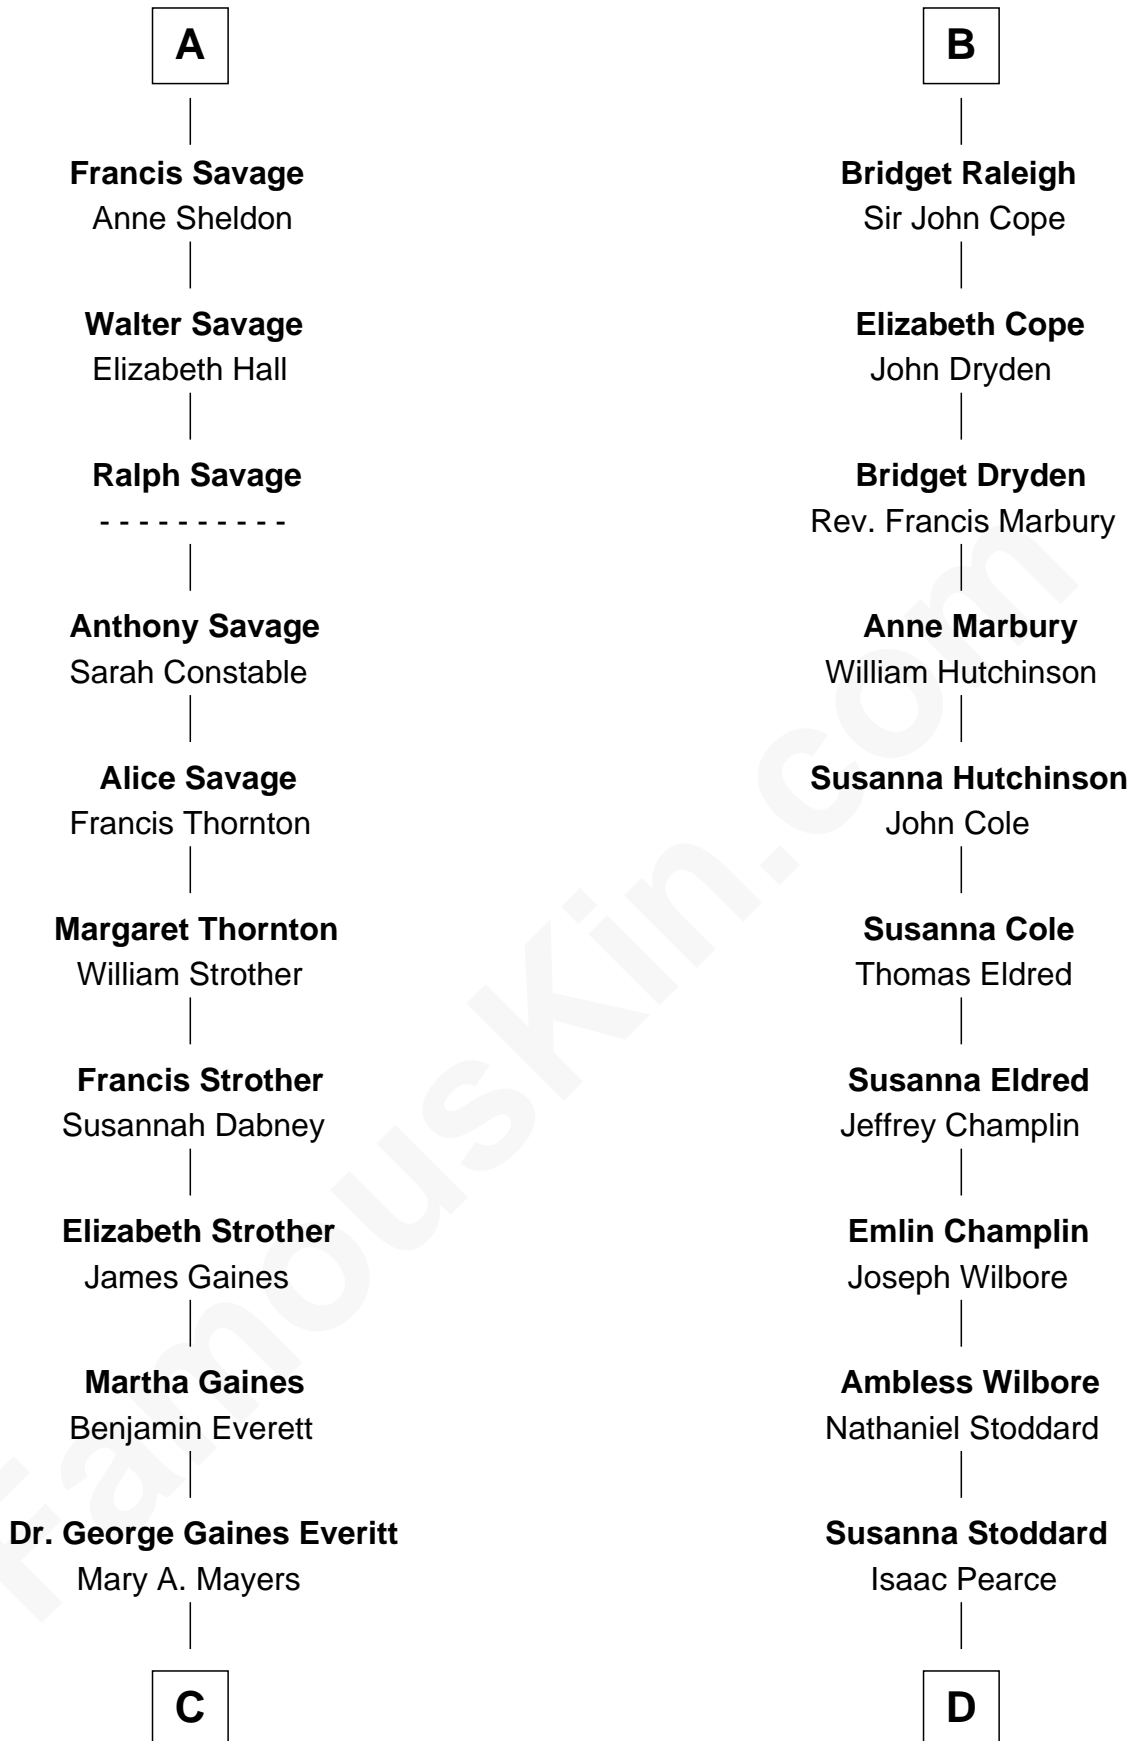 A
Francis Savage
Anne Sheldon
Walter Savage
Elizabeth Hall
Ralph Savage
- - - - - - - - - -
Anthony Savage
Sarah Constable
Alice Savage
Francis Thornton
Margaret Thornton
William Strother
Francis Strother
Susannah Dabney
Elizabeth Strother
James Gaines
Martha Gaines
Benjamin Everett
Dr. George Gaines Everitt
Mary A. Mayers
C
B
Bridget Raleigh
Sir John Cope
Elizabeth Cope
John Dryden
Bridget Dryden
Rev. Francis Marbury
Anne Marbury
William Hutchinson
Susanna Hutchinson
John Cole
Susanna Cole
Thomas Eldred
Susanna Eldred
Jeffrey Champlin
Emlin Champlin
Joseph Wilbore
Ambless Wilbore
Nathaniel Stoddard
Susanna Stoddard
Isaac Pearce
D
FamousKin.com